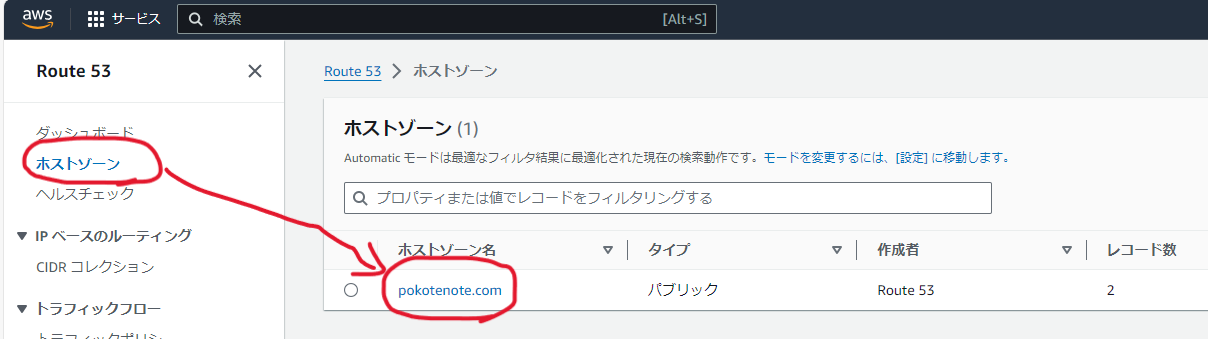 aws サービス 検索 [Alt+S]
Route 53
Route 53 > ホストゾーン
ダッシュボード
ホストゾーン
ヘルスチェック
IP ベースのルーティング
CIDR コレクション
トラフィックフロー
トラフィックポリシ
ホストゾーン (1)
Automatic モードは最適なフィルタ結果に最適化された現在の検索動作です。モードを変更するには、[設定] に移動します。
プロパティまたは値でレコードをフィルタリングする
ホストゾーン名 タイプ 作成者 レコード数
pokotenote.com パブリック Route 53 2